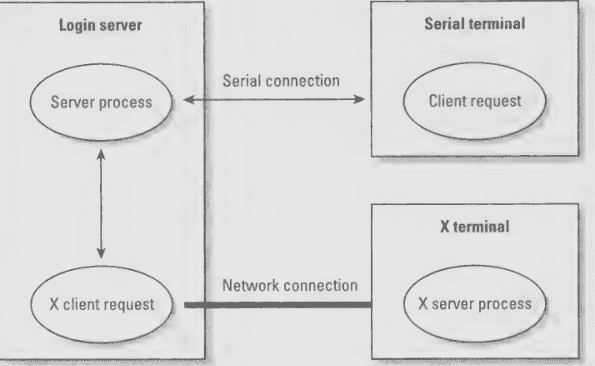 Login server
Serial terminal
Server process
Serial connection
Client request
X terminal
X client request
Network connection
X server process